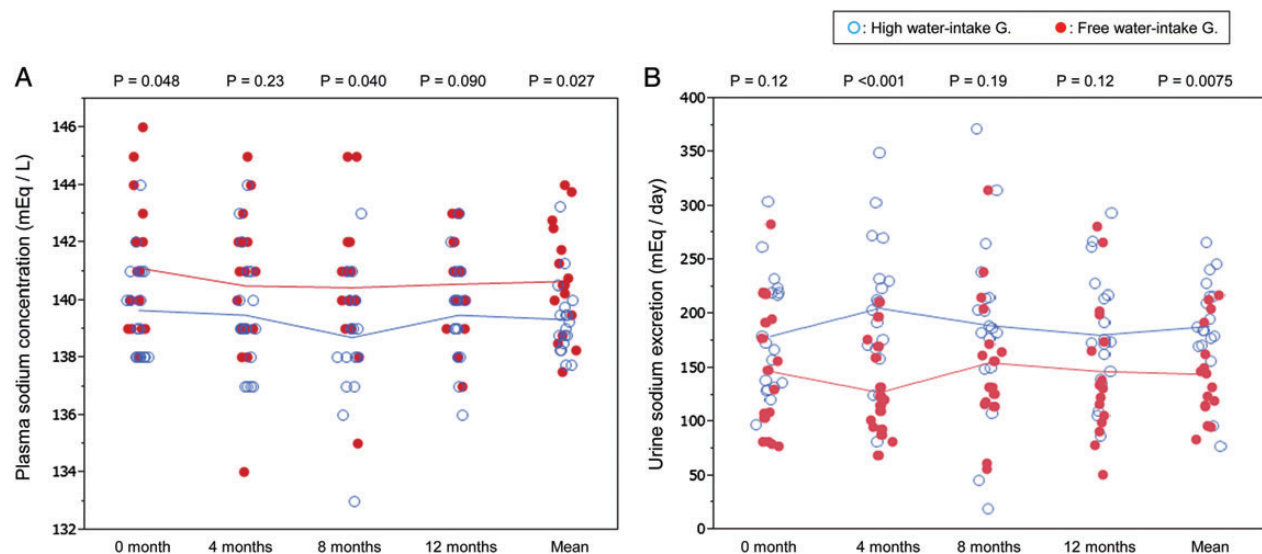 ○: High water-intake G. ●: Free water-intake G.
A
P = 0.048 P = 0.23 P = 0.040 P = 0.090 P = 0.027
Plasma sodium concentration (mEq / L)
146
144
142
140
138
136
134
132
0 month 4 months 8 months 12 months Mean
B
P = 0.12 P <0.001 P = 0.19 P = 0.12 P = 0.0075
Urine sodium excretion (mEq / day)
400
350
300
250
200
150
100
50
0
0 month 4 months 8 months 12 months Mean